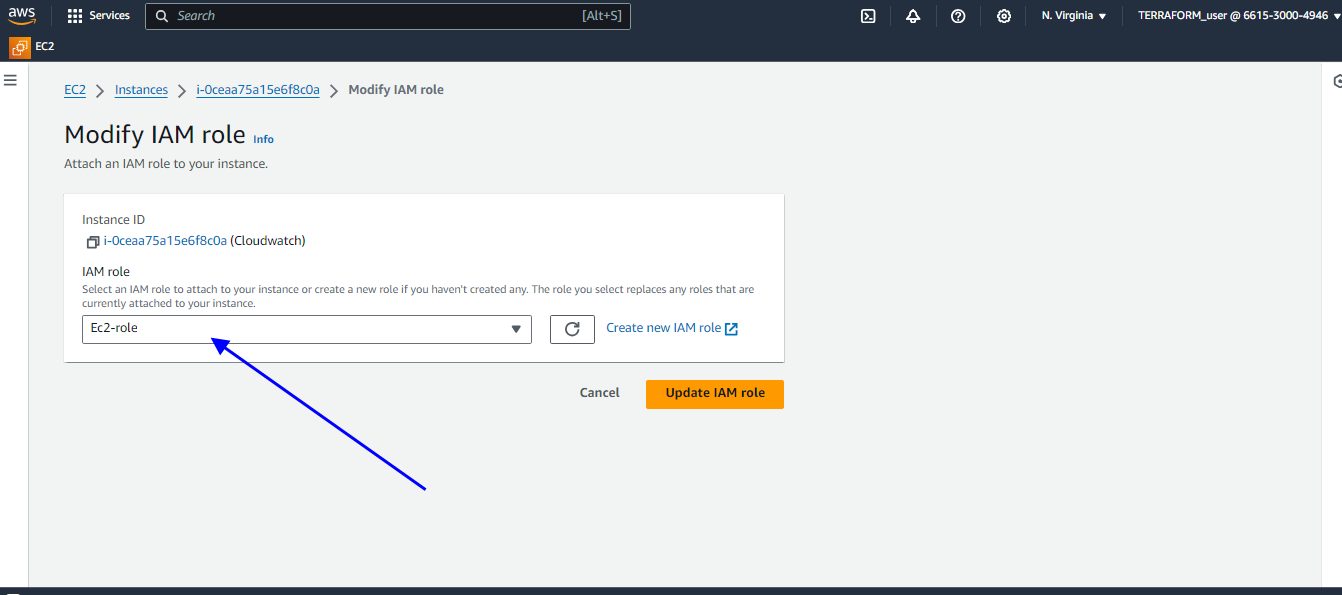 aws Services Search [Alt+S] N. Virginia TERRAFORM_user @ 6615-3000-4946
EC2
EC2 Instances i-0ceaa75a15e6f8c0a Modify IAM role
Modify IAM role Info
Attach an IAM role to your instance.
Instance ID
i-0ceaa75a15e6f8c0a (Cloudwatch)
IAM role
Select an IAM role to attach to your instance or create a new role if you haven't created any. The role you select replaces any roles that are
currently attached to your instance.
Ec2-role Create new IAM role
Cancel Update IAM role